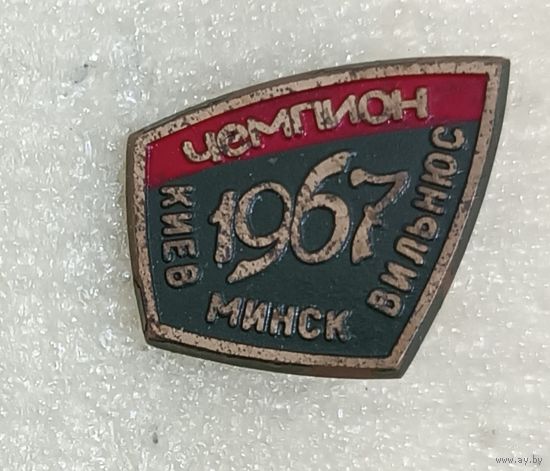 чемпион
1967
КИЕВ
МИНСК
ВИЛЬНЮС
www.ay.by